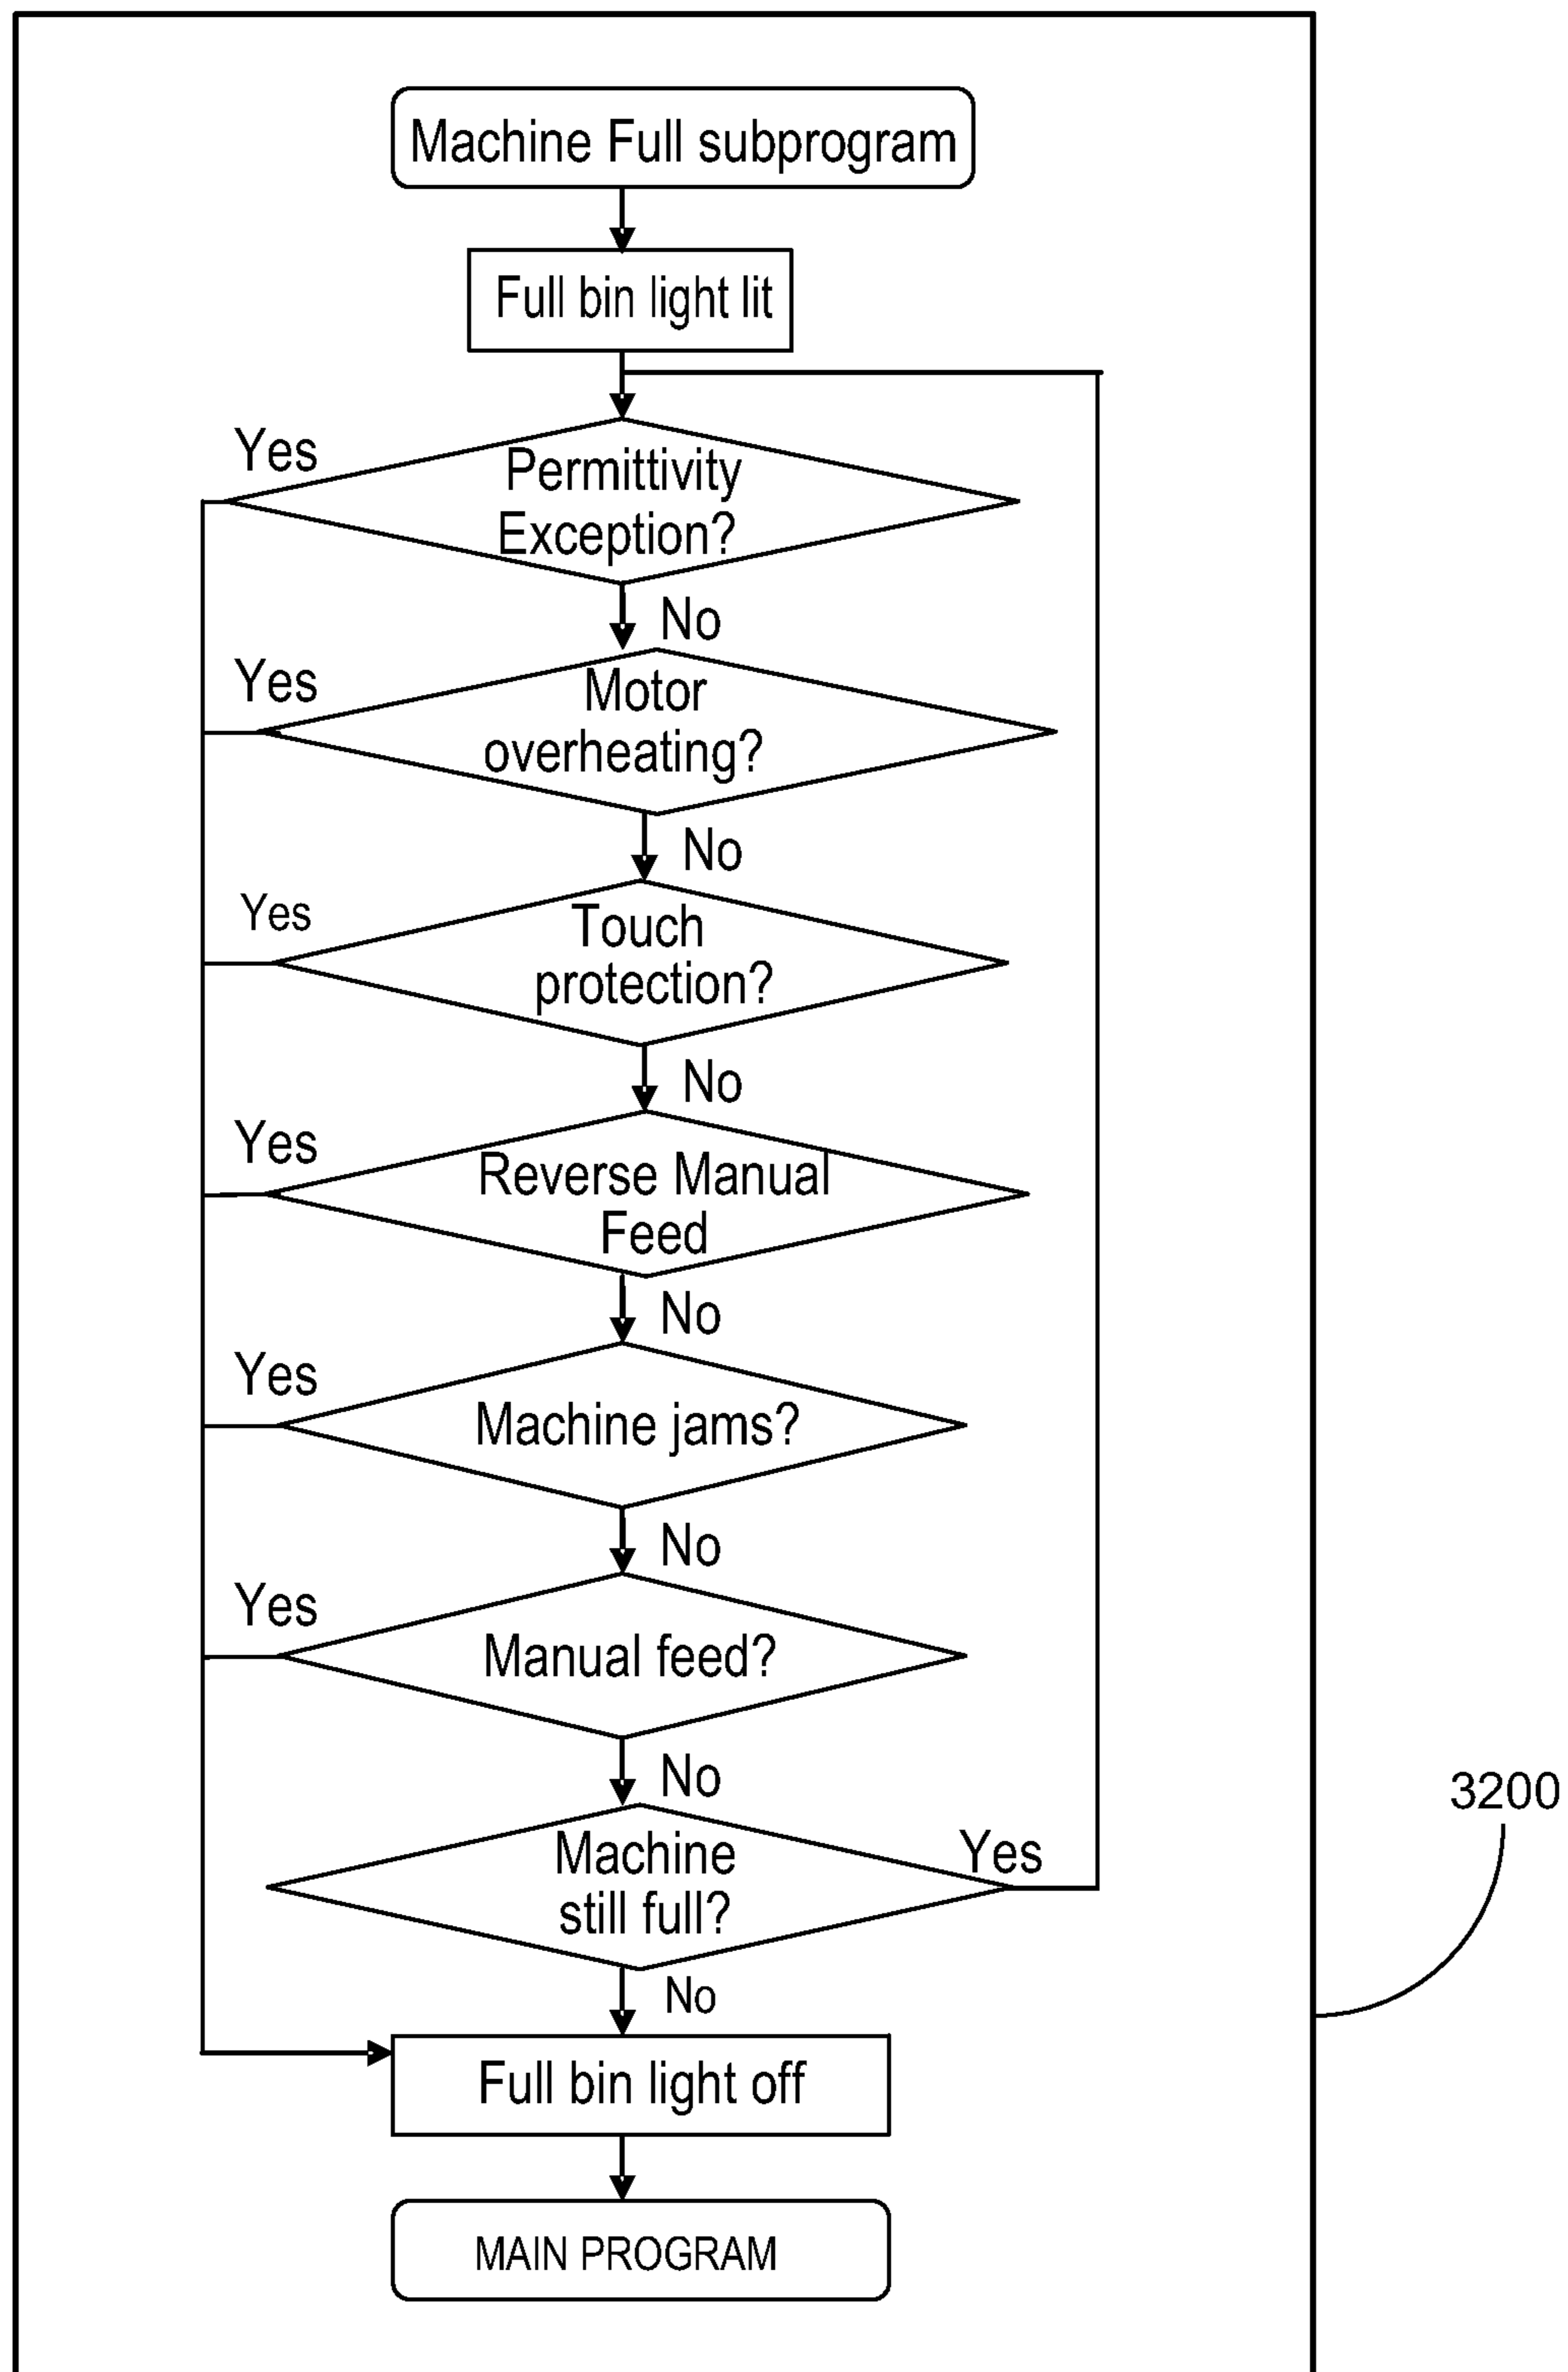 Machine Full subprogram
Full bin light lit
Yes
Permittivity
Exception?
No
Yes
Motor
overheating?
No
Yes
Touch
protection?
No
Yes
Reverse Manual
Feed
No
Yes
Machine jams?
No
Yes
Manual feed?
No
3200
Machine
still full?
Yes
No
Full bin light off
MAIN PROGRAM